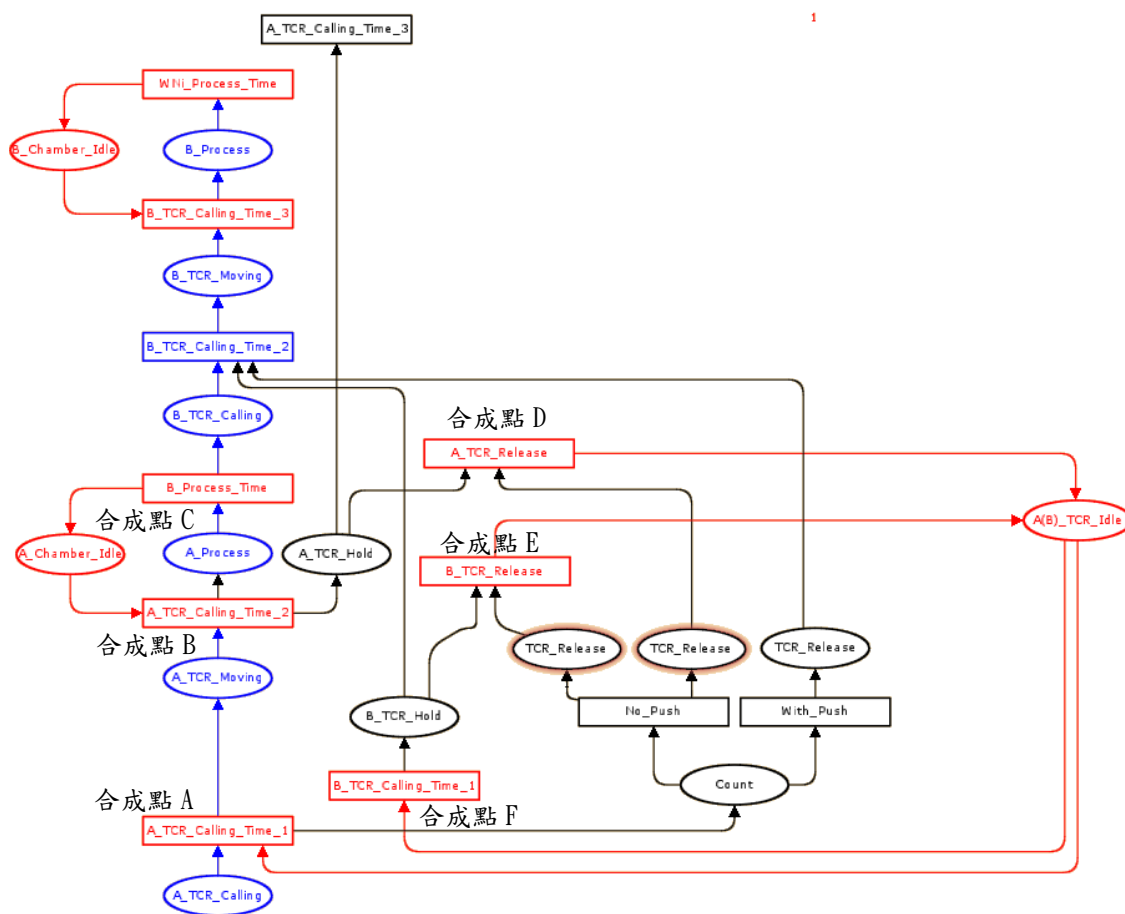 A_TCR_Calling_Time_3
1
WNi_Process_Time
B_Chamber_Idle
B_Process
B_TCR_Calling_Time_3
B_TCR_Moving
B_TCR_Calling_Time_2
B_TCR_Calling
合成點 D
A_TCR_Release
B_Process_Time
合成點 C
A(B)_TCR_Idle
A_Chamber_Idle
A_Process
A_TCR_Hold
合成點 E
B_TCR_Release
A_TCR_Calling_Time_2
合成點 B
TCR_Release
TCR_Release
TCR_Release
A_TCR_Moving
B_TCR_Hold
No_Push
With_Push
B_TCR_Calling_Time_1
Count
合成點 A
合成點 F
A_TCR_Calling_Time_1
A_TCR_Calling